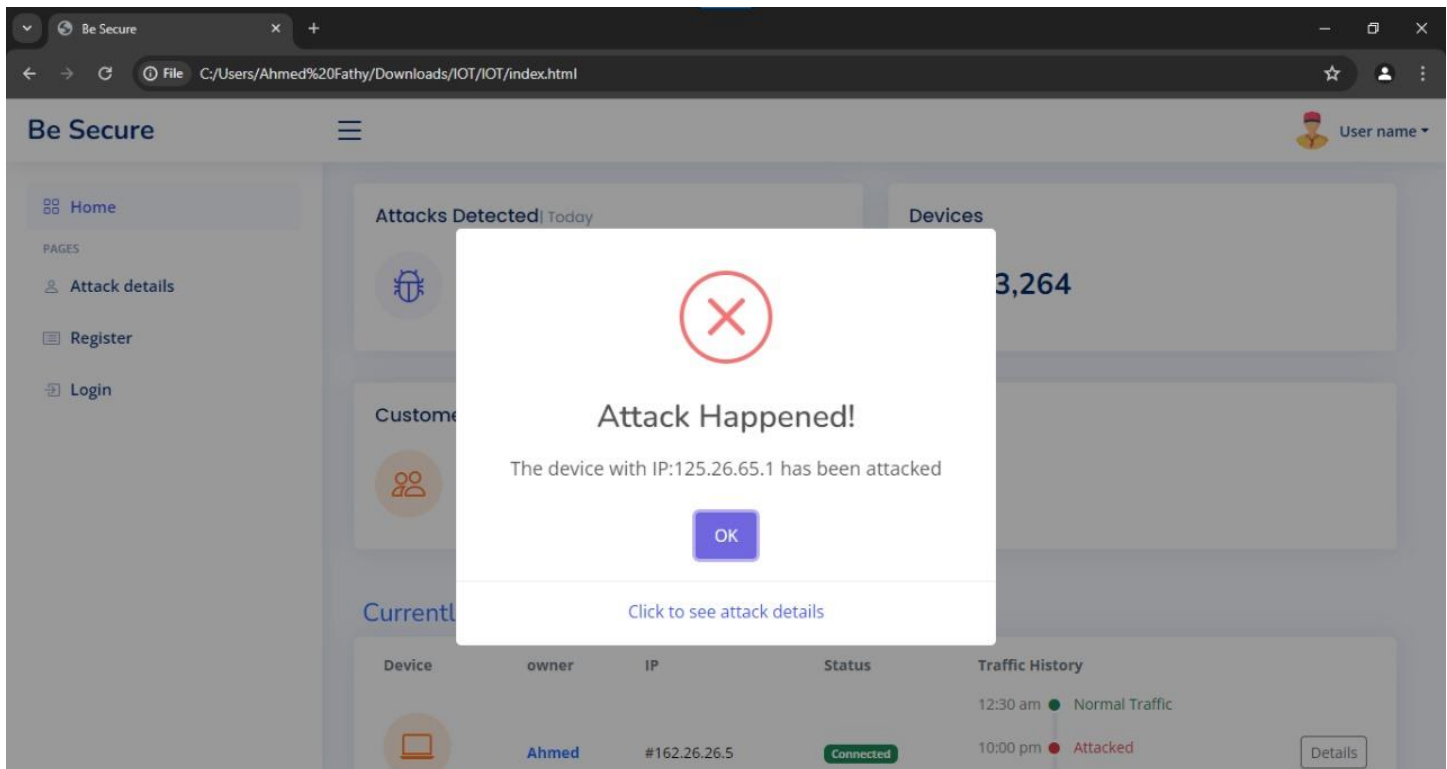 Be Secure
File C:/Users/Ahmed%20Fathy/Downloads/IOT/IOT/index.html
Be Secure
User name
Home
PAGES
Attack details
Register
Login
Attacks Detected| Today
Devices
3,264
Attack Happened!
The device with IP:125.26.65.1 has been attacked
OK
Click to see attack details
Device owner IP Status Traffic History
12:30 am Normal Traffic
Ahmed #162.26.26.5 Connected 10:00 pm Attacked Details